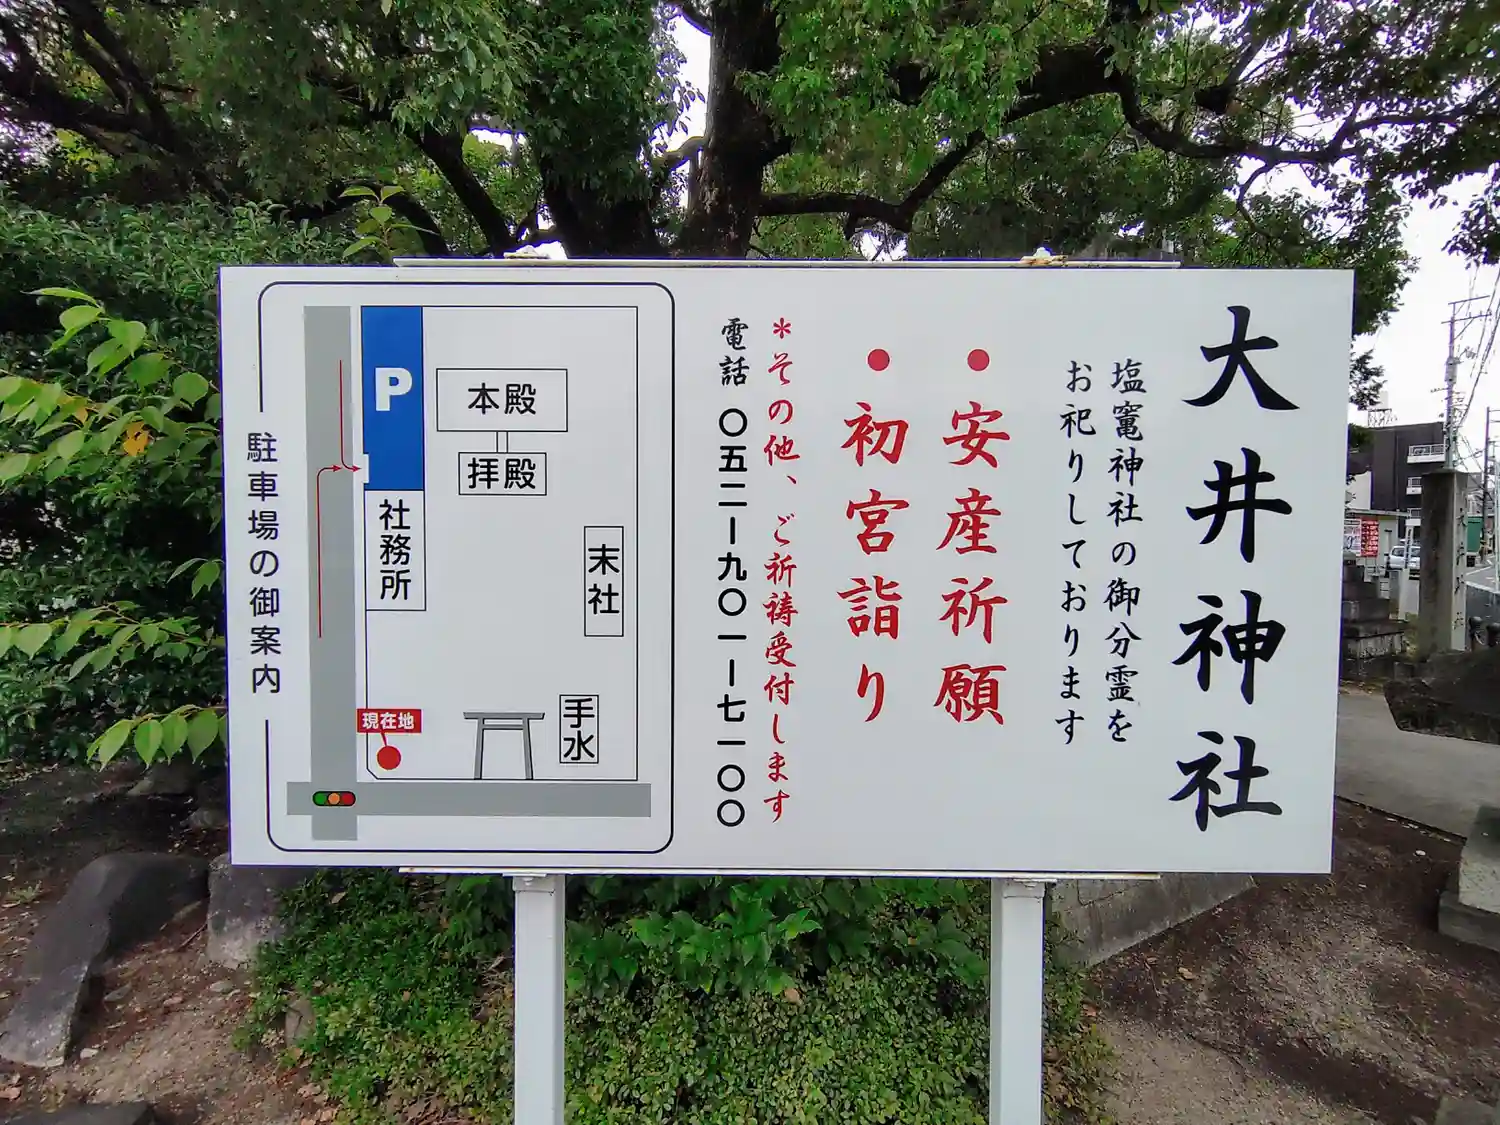 大井神社
塩竈神社の御分霊を
お祀りしております
●安産祈願
●初宮詣り
＊その他、ご祈祷受付します
電話 〇五二ー九〇一ー七一〇〇
駐車場の御案内
P
本殿
拝殿
社務所
末社
手水
現在地